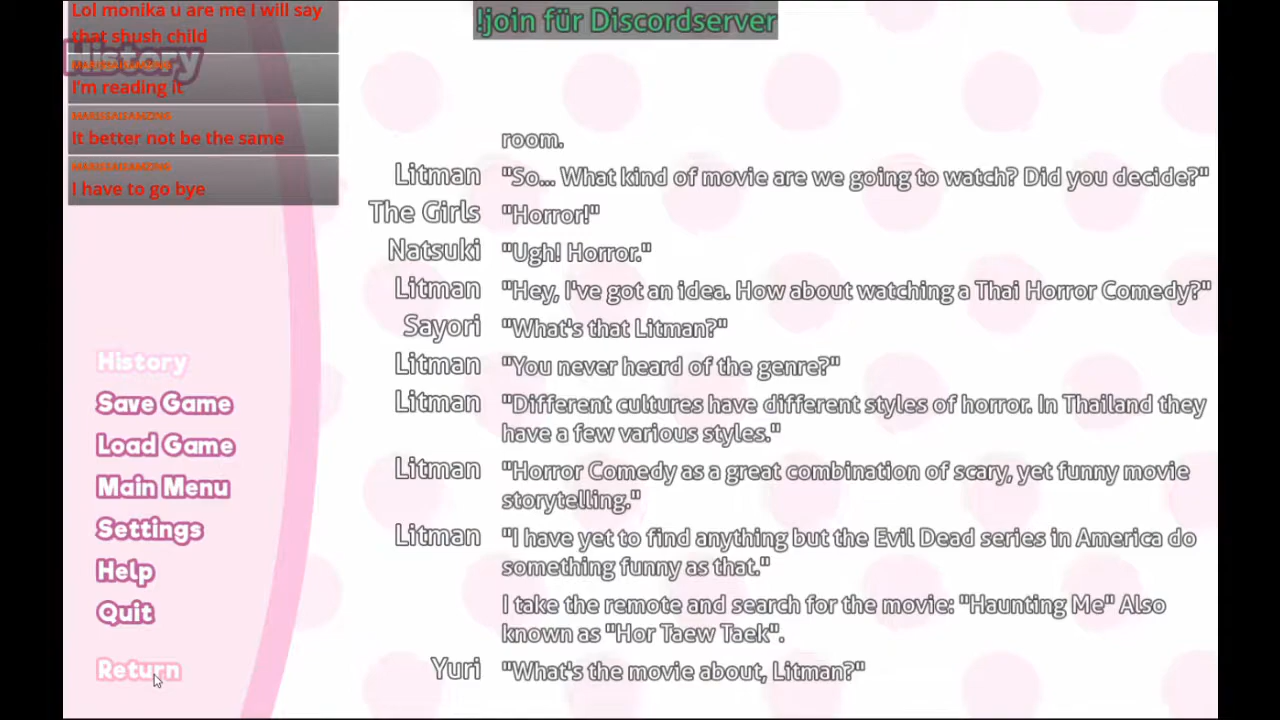 Lol monika u are me I will say
that shush child
MARISSAISAMZING
I'm reading it
MARISSAISAMZING
It better not be the same
MARISSAISAMZING
I have to go bye
!join für Discordserver
History
room.
Litman "So... What kind of movie are we going to watch? Did you decide?"
The Girls "Horror!"
Natsuki "Ugh! Horror."
Litman "Hey, I've got an idea. How about watching a Thai Horror Comedy?"
Sayori "What's that Litman?"
Litman "You never heard of the genre?"
Litman "Different cultures have different styles of horror. In Thailand they
have a few various styles."
Litman "Horror Comedy as a great combination of scary, yet funny movie
storytelling."
Litman "I have yet to find anything but the Evil Dead series in America do
something funny as that."
I take the remote and search for the movie: "Haunting Me" Also
known as "Hor Taew Taek".
Yuri "What's the movie about, Litman?"
History
Save Game
Load Game
Main Menu
Settings
Help
Quit
Return